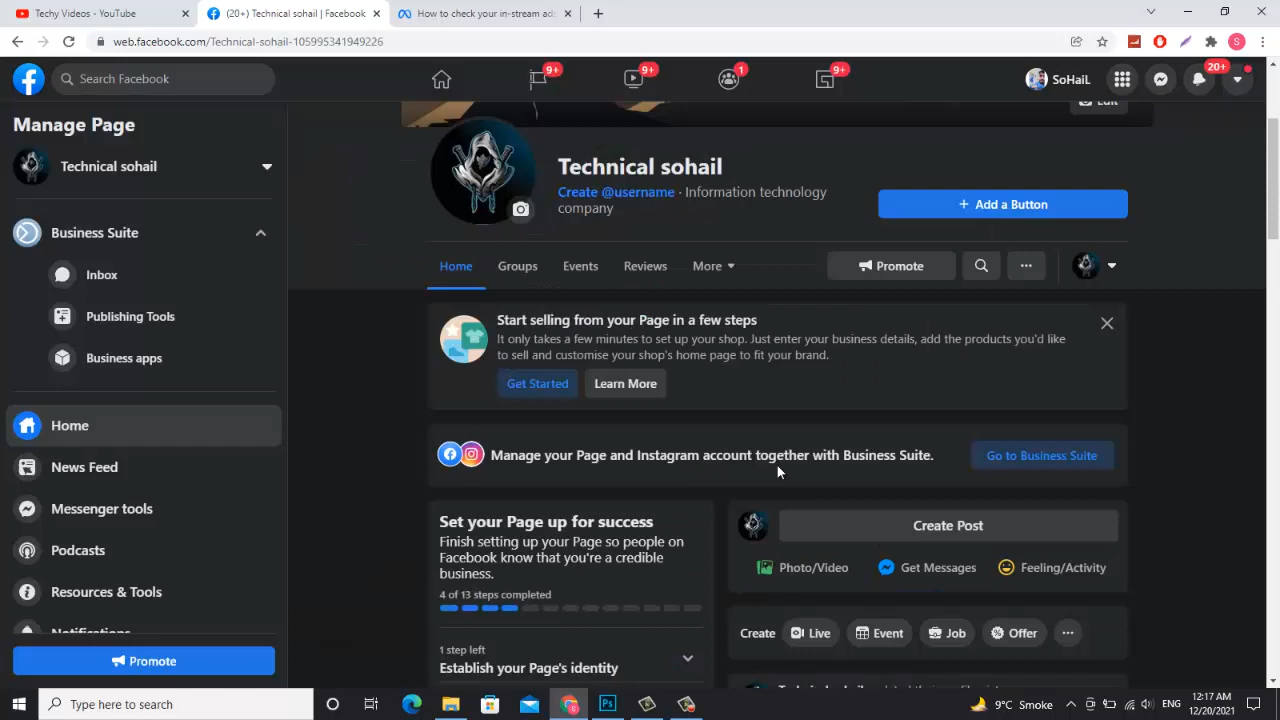 Techy Videos - YouTube
(20+) Technical sohail | Facebook
How to check your in-stream ad
web.facebook.com/Technical-sohail-105995341949226
S
Search Facebook
9+
9+
1
9+
SoHaiL
20+
Manage Page
Technical sohail
Business Suite
Inbox
Publishing Tools
Business apps
Home
News Feed
Messenger tools
Podcasts
Resources & Tools
Notifications
Promote
Edit
Technical sohail
Create @username · Information technology
company
+ Add a Button
Home
Groups
Events
Reviews
More
Promote
Start selling from your Page in a few steps
It only takes a few minutes to set up your shop. Just enter your business details, add the products you'd like
to sell and customise your shop's home page to fit your brand.
Get Started
Learn More
Manage your Page and Instagram account together with Business Suite.
Go to Business Suite
Set your Page up for success
Finish setting up your Page so people on
Facebook know that you're a credible
business.
4 of 13 steps completed
1 step left
Establish your Page's identity
Create Post
Photo/Video
Get Messages
Feeling/Activity
Create
Live
Event
Job
Offer
Type here to search
Ps
9°C Smoke
ENG
12:17 AM
12/20/2021